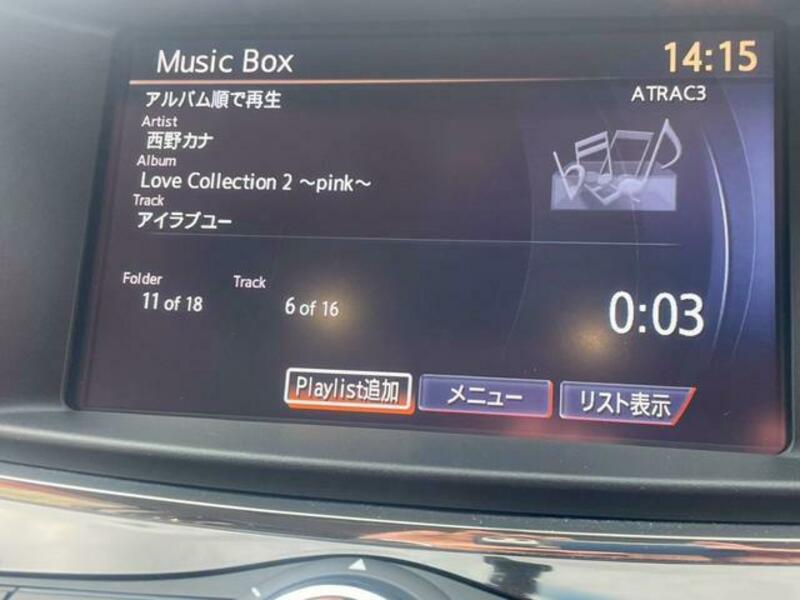 Music Box
14:15
アルバム順で再生
ATRAC3
Artist
西野カナ
Album
Love Collection 2 ～pink～
Track
アイラブユー
Folder
Track
11 of 18
6 of 16
0:03
Playlist追加
メニュー
リスト表示